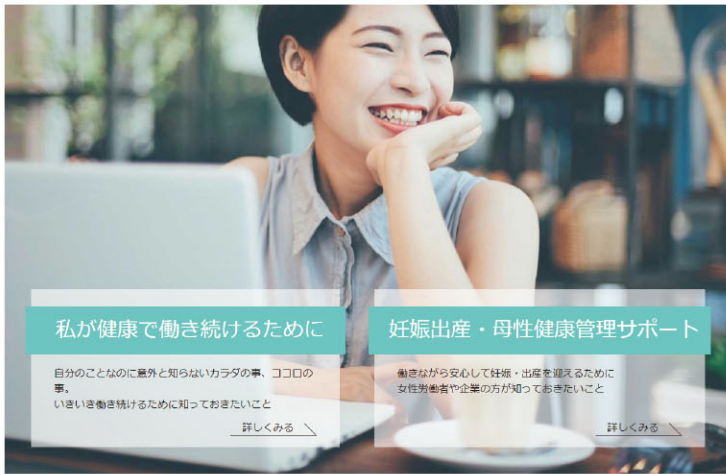 私が健康で働き続けるために
自分のことなのに意外と知らないカラダの事、ココロの
事。
いきいき働き続けるために知っておきたいこと
詳しくみる
妊娠出産・母性健康管理サポート
働きながら安心して妊娠・出産を迎えるために
女性労働者や企業の方が知っておきたいこと
詳しくみる